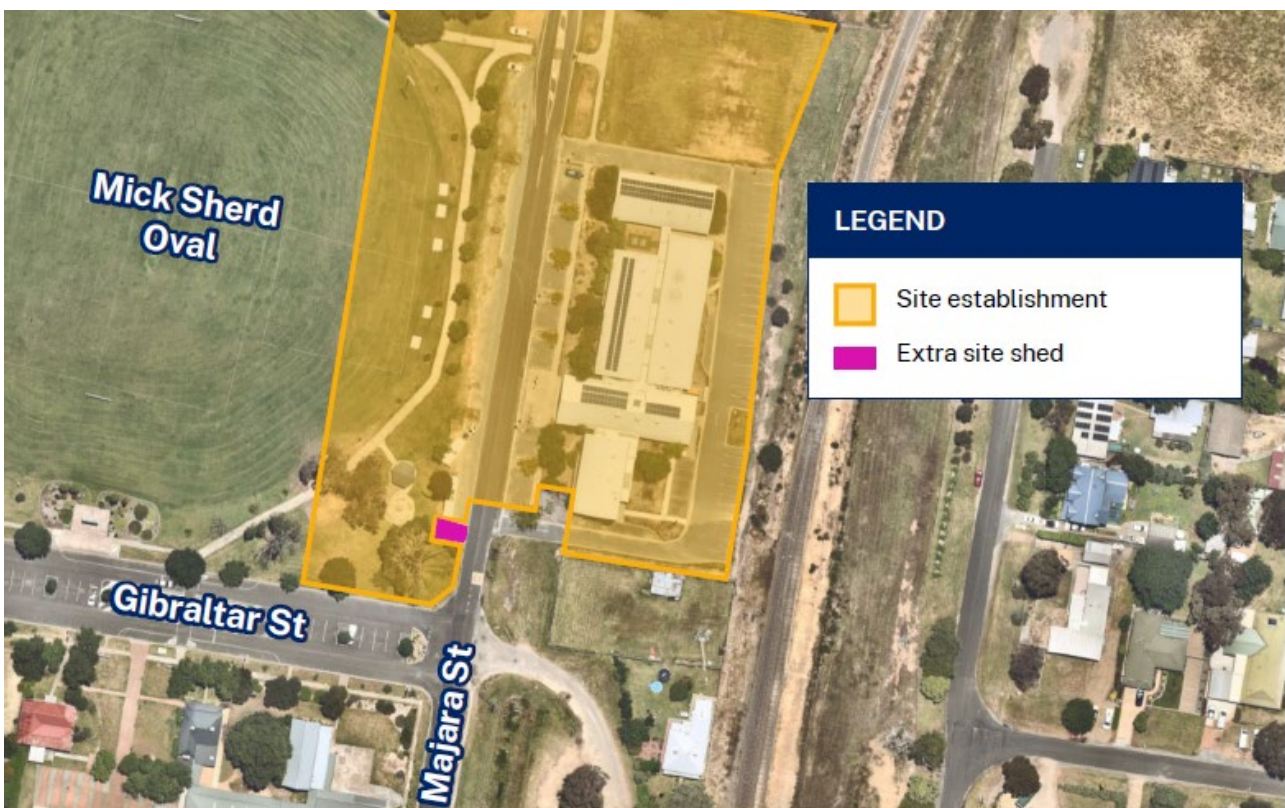 Mick Sherd
Oval
LEGEND
Site establishment
Extra site shed
Gibraltar St
Majara St